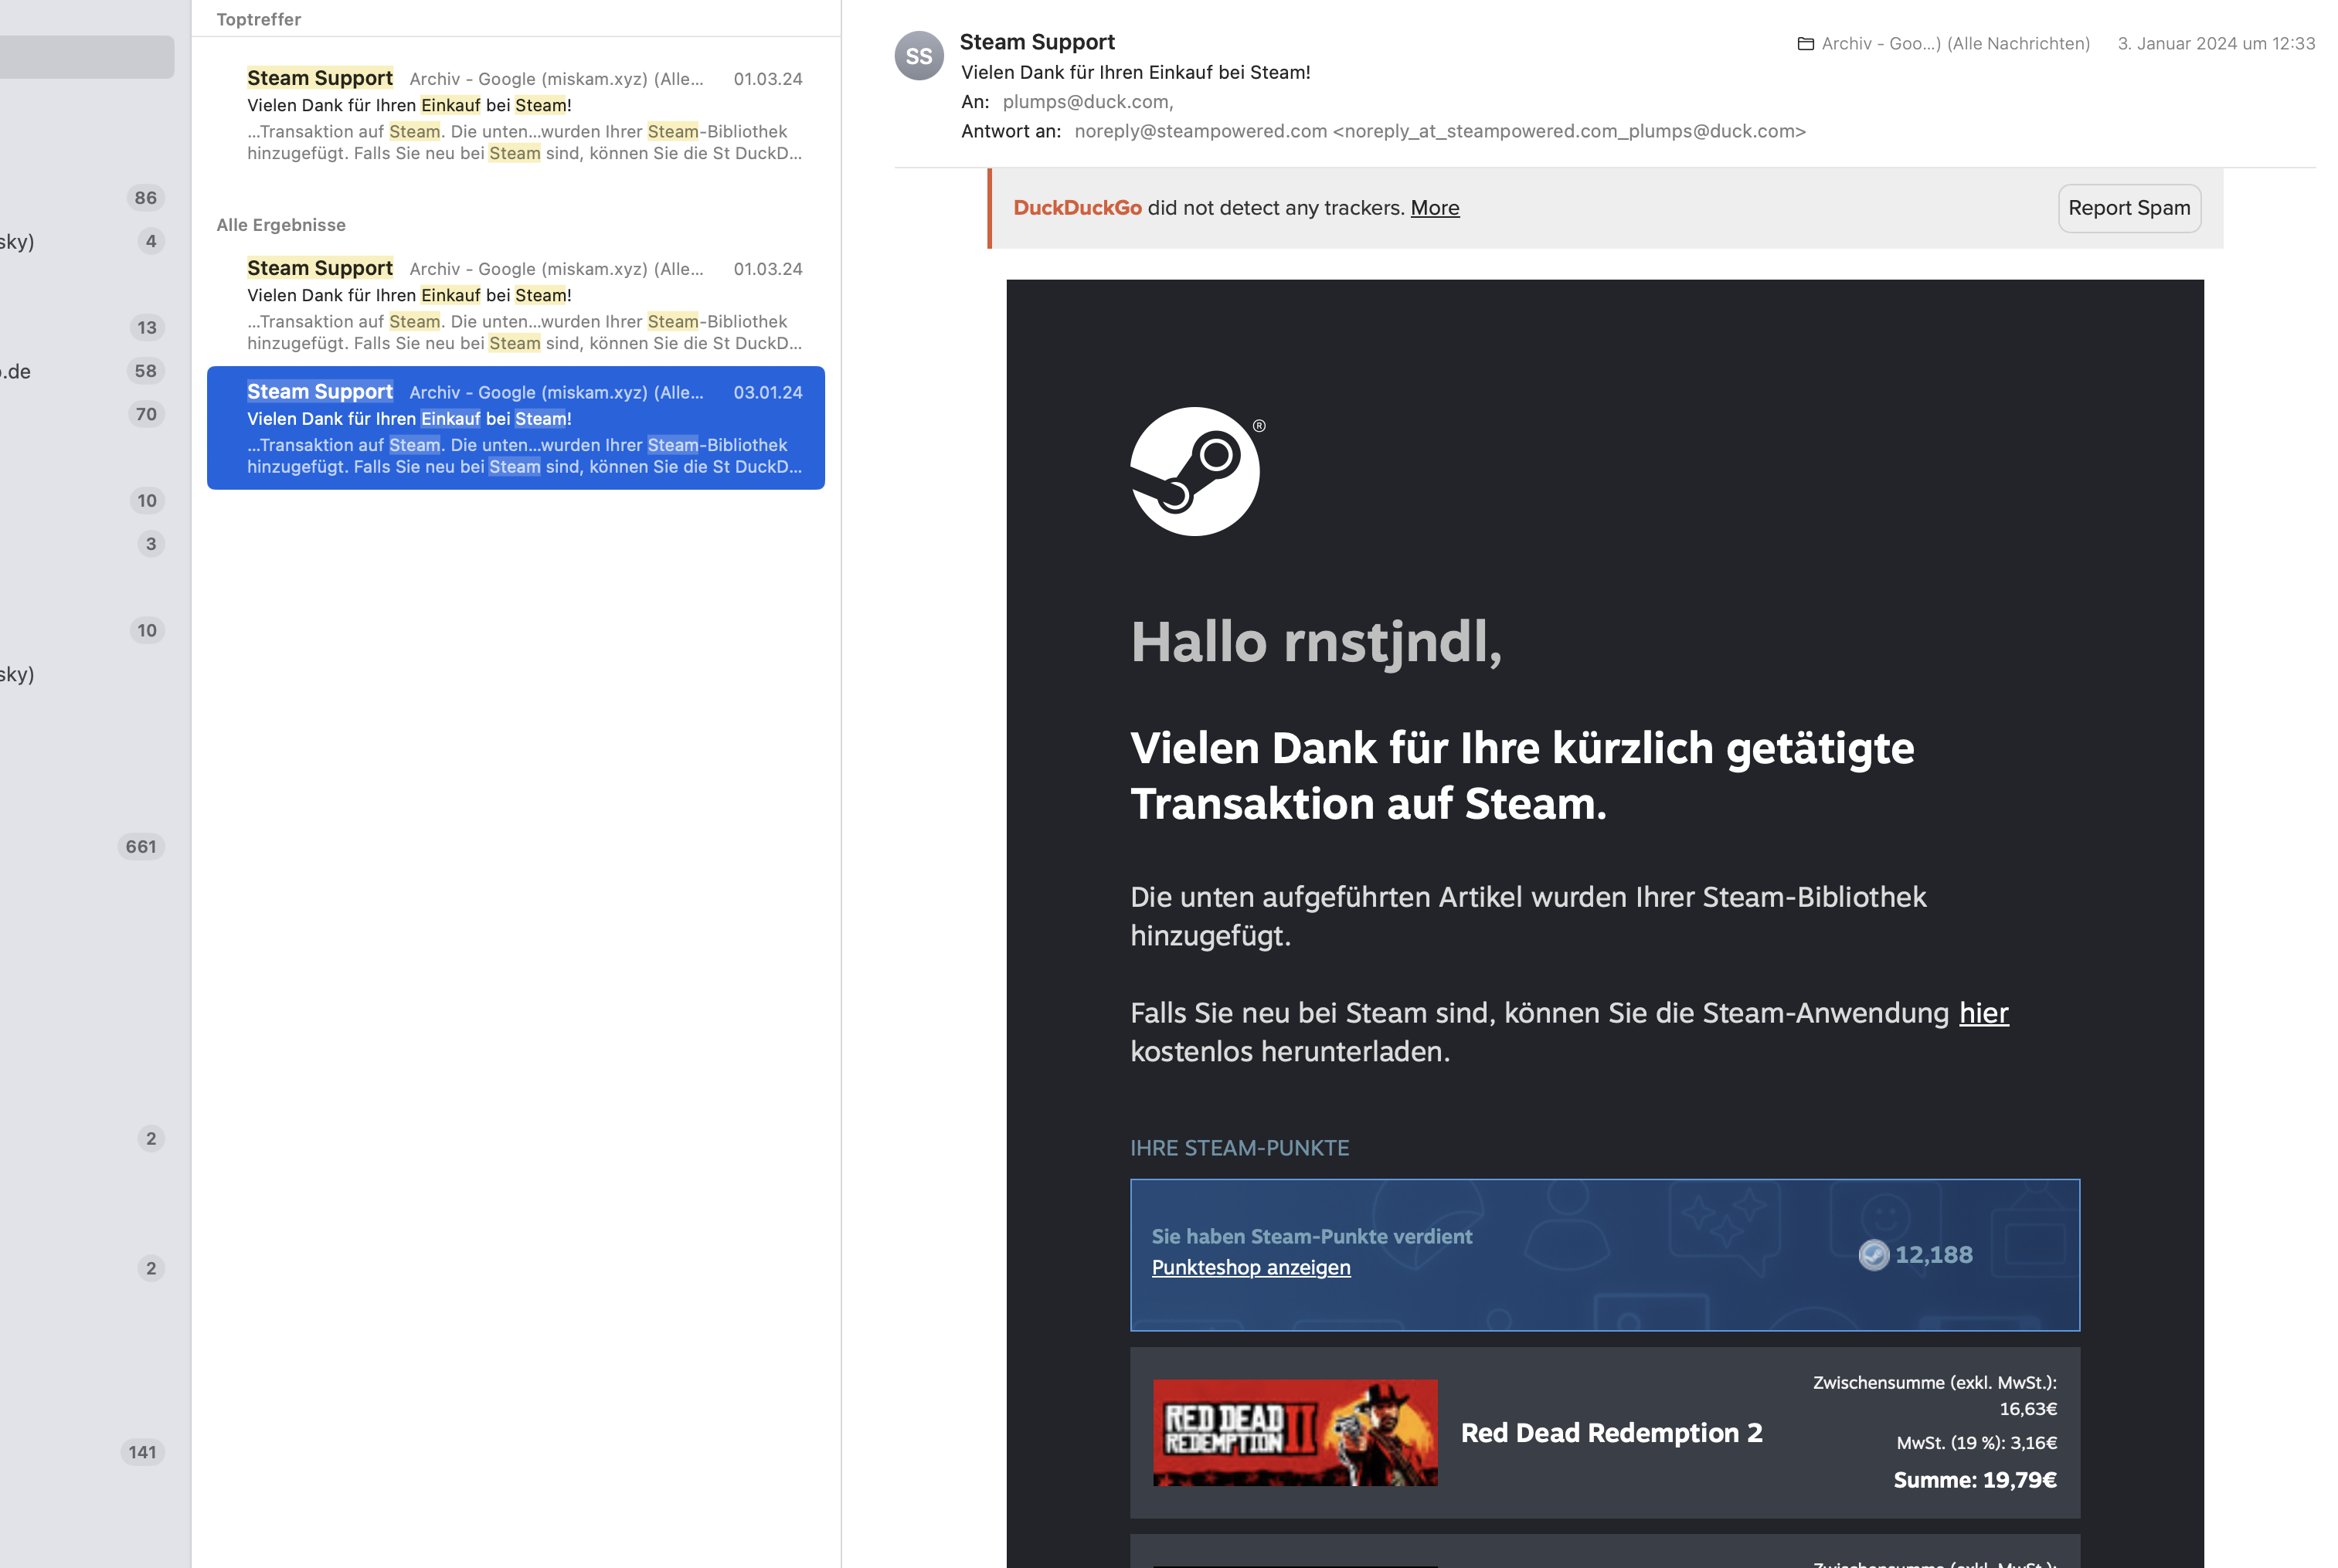 86
sky)
4
13
o.de
58
70
10
3
10
sky)
661
2
2
141
Toptreffer
Steam Support Archiv - Google (miskam.xyz) (Alle... 01.03.24
Vielen Dank für Ihren Einkauf bei Steam!
...Transaktion auf Steam. Die unten...wurden Ihrer Steam-Bibliothek
hinzugefügt. Falls Sie neu bei Steam sind, können Sie die St DuckD...
Alle Ergebnisse
Steam Support Archiv - Google (miskam.xyz) (Alle... 01.03.24
Vielen Dank für Ihren Einkauf bei Steam!
...Transaktion auf Steam. Die unten...wurden Ihrer Steam-Bibliothek
hinzugefügt. Falls Sie neu bei Steam sind, können Sie die St DuckD...
Steam Support Archiv - Google (miskam.xyz) (Alle... 03.01.24
Vielen Dank für Ihren Einkauf bei Steam!
...Transaktion auf Steam. Die unten...wurden Ihrer Steam-Bibliothek
hinzugefügt. Falls Sie neu bei Steam sind, können Sie die St DuckD...
SS
Steam Support
Archiv - Goo...) (Alle Nachrichten) 3. Januar 2024 um 12:33
Vielen Dank für Ihren Einkauf bei Steam!
An: plumps@duck.com,
Antwort an: noreply@steampowered.com <noreply_at_steampowered.com_plumps@duck.com>
DuckDuckGo did not detect any trackers. More
Report Spam
®
Hallo rnstjndl,
Vielen Dank für Ihre kürzlich getätigte
Transaktion auf Steam.
Die unten aufgeführten Artikel wurden Ihrer Steam-Bibliothek
hinzugefügt.
Falls Sie neu bei Steam sind, können Sie die Steam-Anwendung hier
kostenlos herunterladen.
IHRE STEAM-PUNKTE
Sie haben Steam-Punkte verdient
Punkteshop anzeigen
12,188
RED DEAD
REDEMPTION II
Red Dead Redemption 2
Zwischensumme (exkl. MwSt.):
16,63€
MwSt. (19 %): 3,16€
Summe: 19,79€